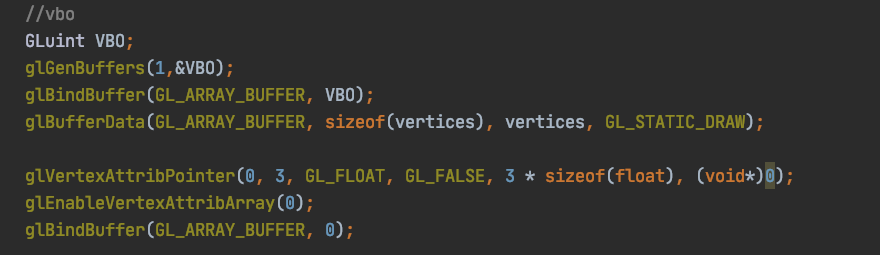 //vbo
GLuint VBO;
glGenBuffers(1,&VBO);
glBindBuffer(GL_ARRAY_BUFFER, VBO);
glBufferData(GL_ARRAY_BUFFER, sizeof(vertices), vertices, GL_STATIC_DRAW);
glVertexAttribPointer(0, 3, GL_FLOAT, GL_FALSE, 3 * sizeof(float), (void*)0);
glEnableVertexAttribArray(0);
glBindBuffer(GL_ARRAY_BUFFER, 0);